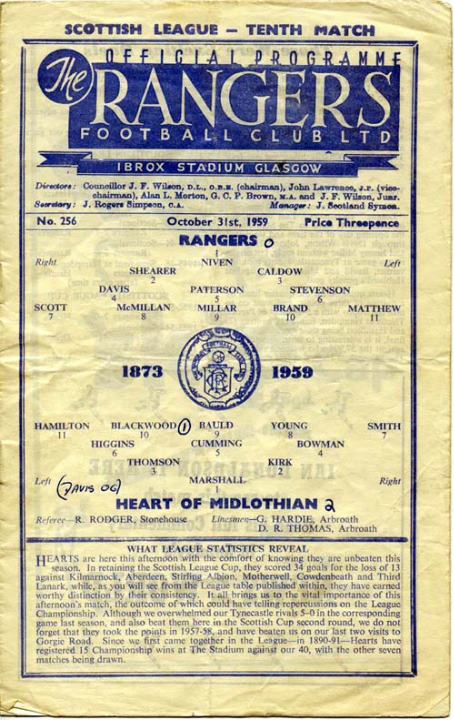 SCOTTISH LEAGUE — TENTH MATCH
OFFICIAL PROGRAMME
The RANGERS
FOOTBALL CLUB LTD
IBROX STADIUM GLASGOW
Directors: Councillor J. F. Wilson, D.L., O.B.E. (chairman), John Lawrence, J.P. (vice-
chairman), Alan L. Morton, G. C. P. Brown, M.A. and J. F. Wilson, Junr.
Secretary: J. Rogers Simpson, C.A. Manager: J. Scotland Symon.
No. 256 October 31st, 1959 Price Threepence
RANGERS 0
1
Right NIVEN Left
SHEARER CALDOW
2 3
DAVIS PATERSON STEVENSON
4 5 6
SCOTT McMILLAN MILLAR BRAND MATTHEW
7 8 9 10 11
1873 1959
HAMILTON BLACKWOOD (1) BAULD YOUNG SMITH
11 10 9 8 7
HIGGINS CUMMING BOWMAN
6 5 4
THOMSON KIRK
3 2
Left (DAVIS OG) MARSHALL Right
1
HEART OF MIDLOTHIAN 2
Referee—R. RODGER, Stonehouse Linesmen—G. HARDIE, Arbroath
D. R. THOMAS, Arbroath
WHAT LEAGUE STATISTICS REVEAL
HEARTS are here this afternoon with the comfort of knowing they are unbeaten this
season. In retaining the Scottish League Cup, they scored 34 goals for the loss of 13
against Kilmarnock, Aberdeen, Stirling Albion, Motherwell, Cowdenbeath and Third
Lanark, while, as you will see from the League table published within, they have earned
worthy distinction by their consistency. It all brings us to the vital importance of this
afternoon's match, the outcome of which could have telling repercussions on the League
Championship. Although we overwhelmed our Tynecastle rivals 5–0 in the corresponding
game last season, and also beat them here in the Scottish Cup second round, we do not
forget that they took the points in 1957-58, and have beaten us on our last two visits to
Gorgie Road. Since we first came together in the League—in 1890-91—Hearts have
registered 15 Championship wins at The Stadium against our 40, with the other seven
matches being drawn.